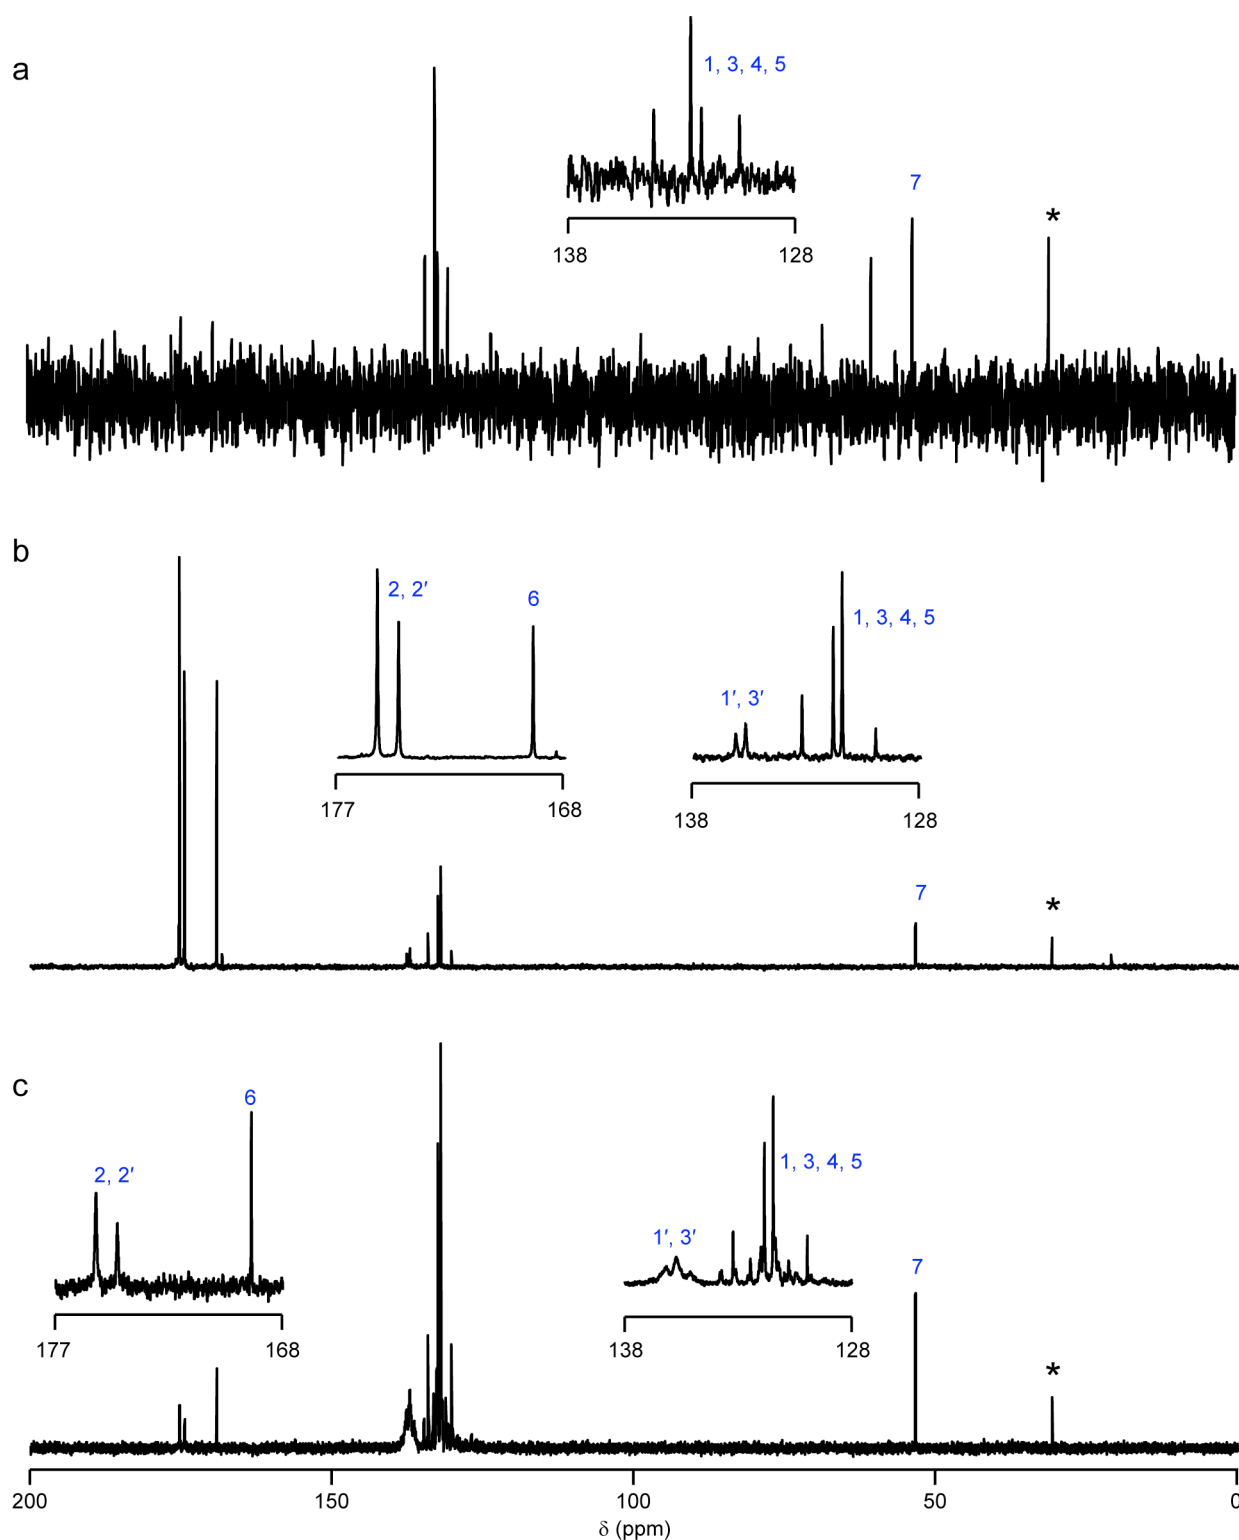 a
1, 3, 4, 5
7
*
138 128
b
2, 2′
6
1′, 3′
1, 3, 4, 5
7
*
177 168
138 128
c
6
2, 2′
1′, 3′
1, 3, 4, 5
7
*
177 168
138 128
200 150 100 50 0
δ (ppm)